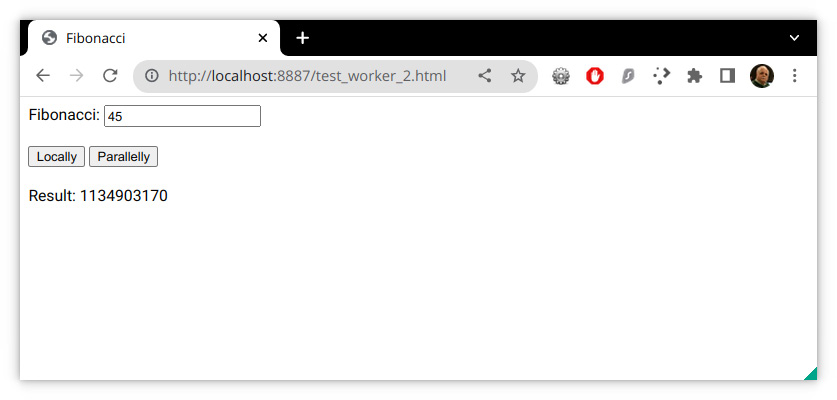 Fibonacci
http://localhost:8887/test_worker_2.html
Fibonacci: 45
Locally Parallelly
Result: 1134903170